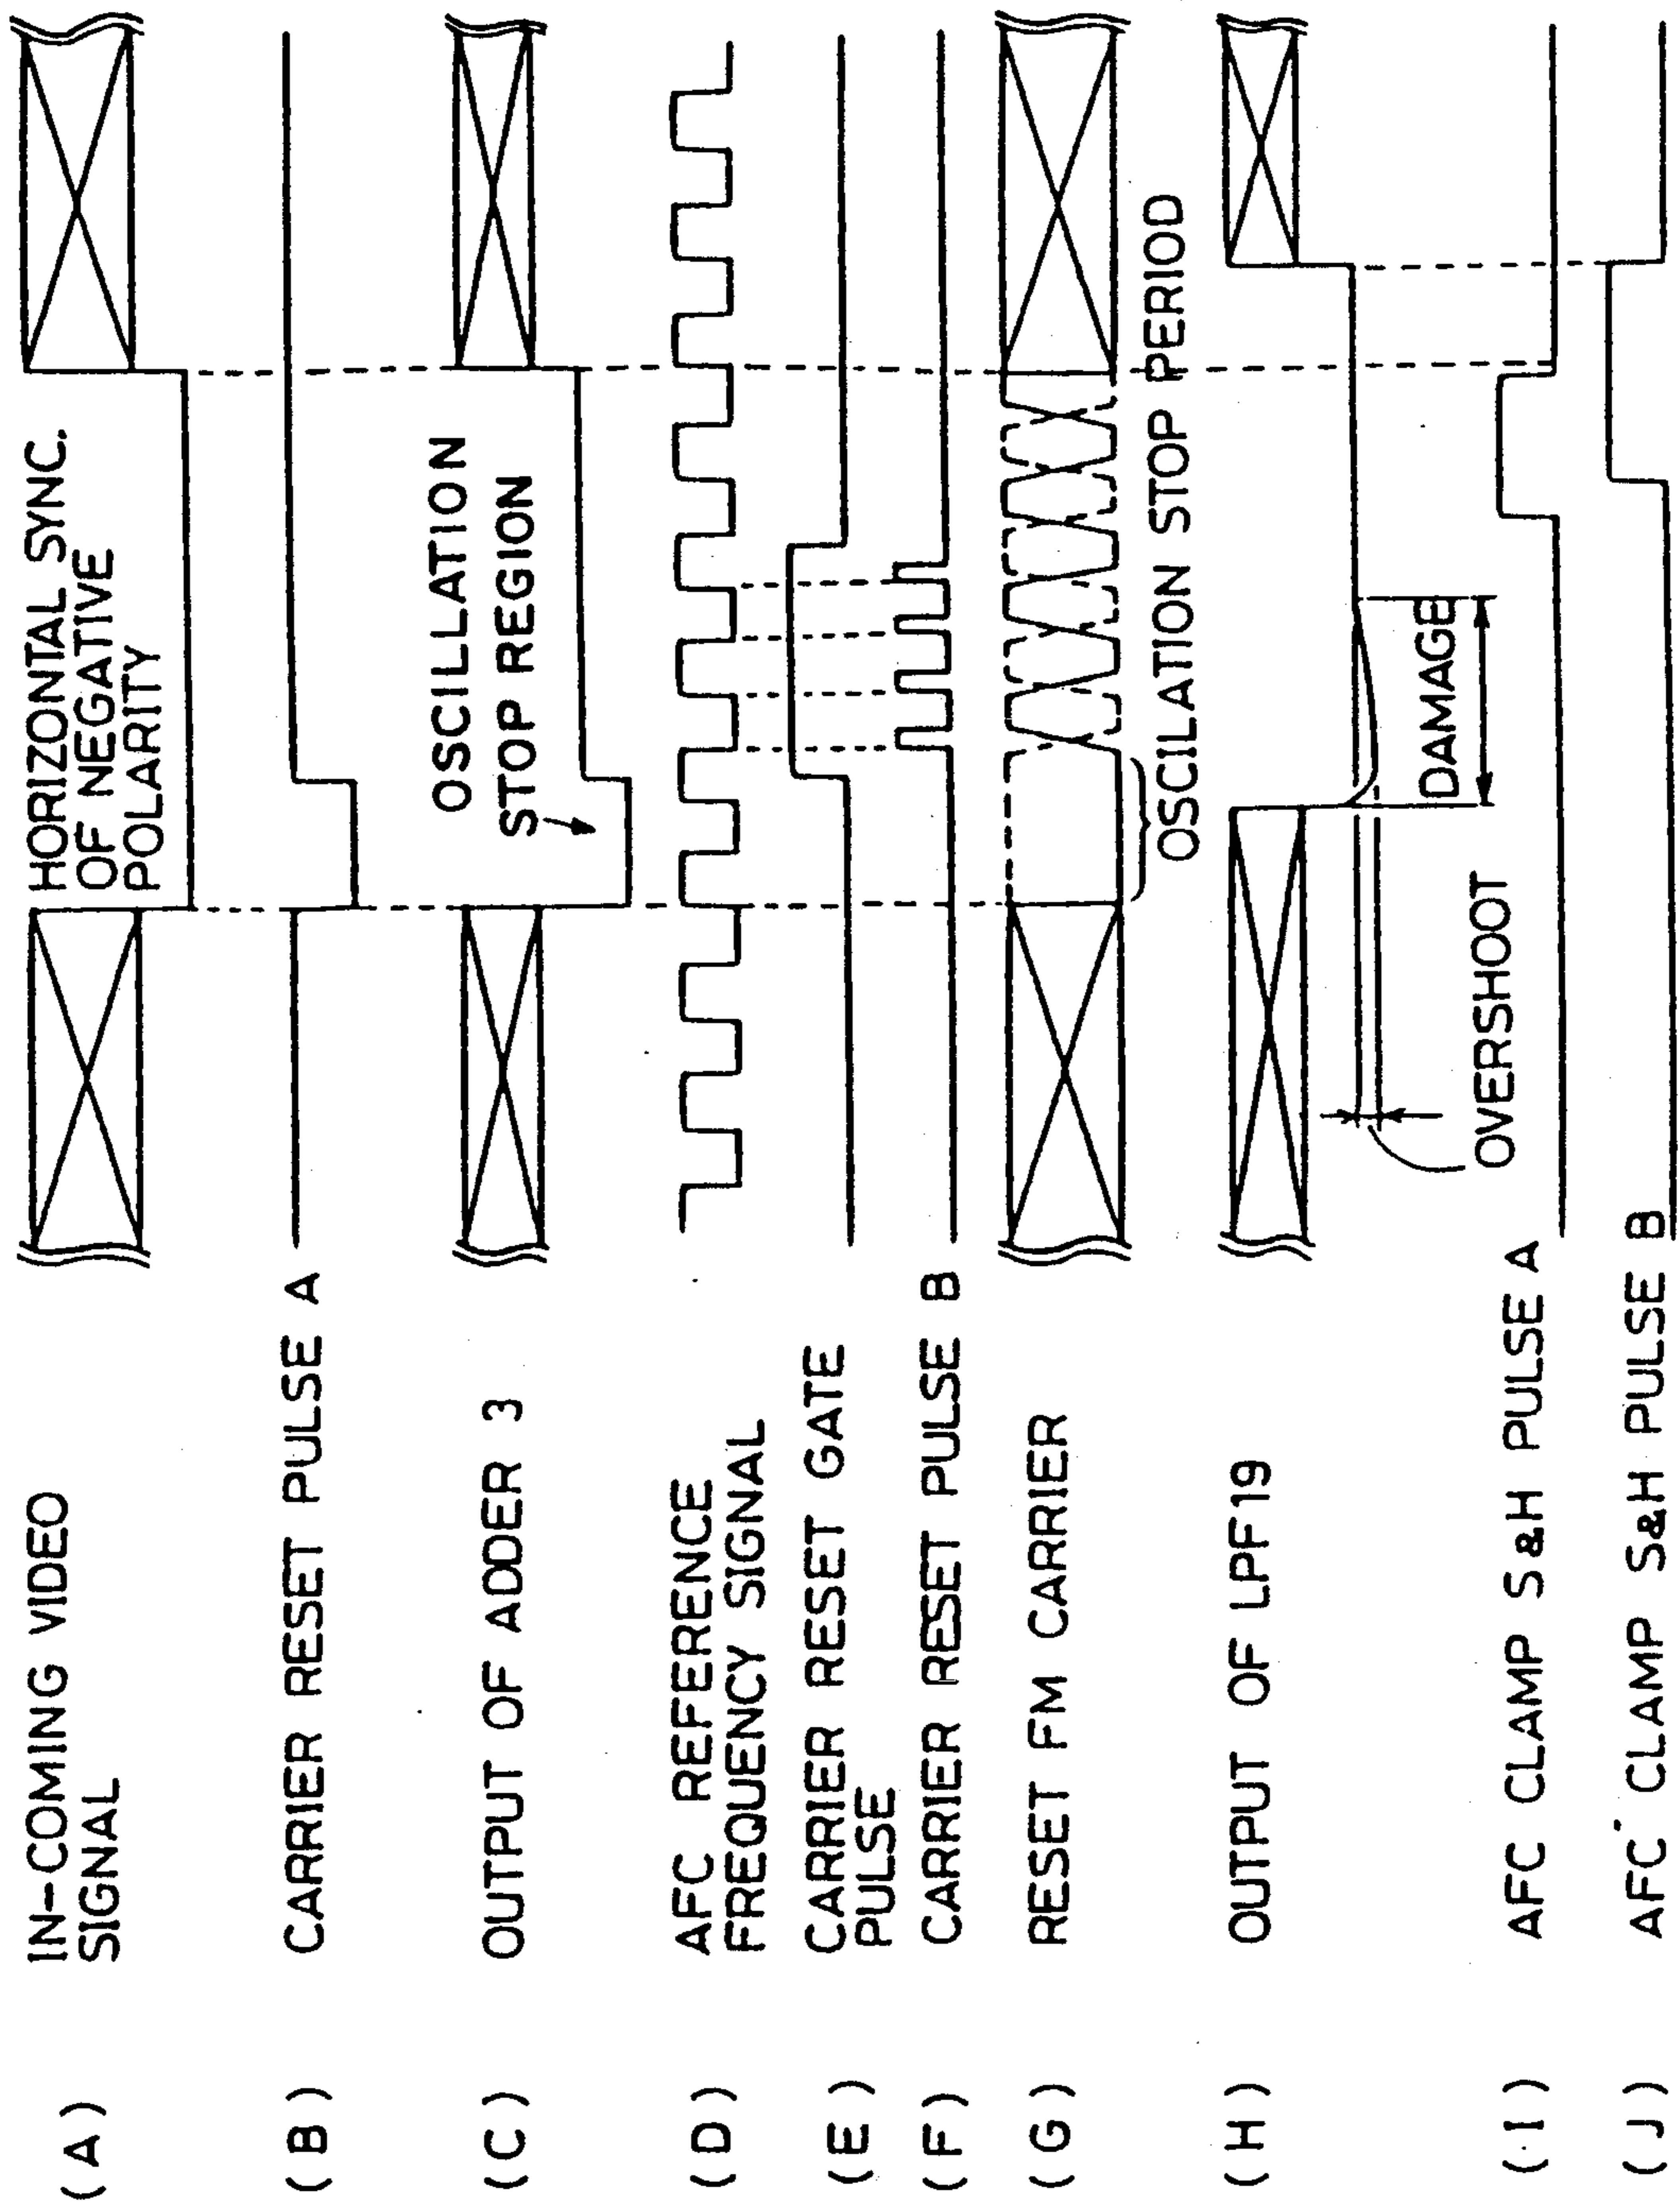 (A) IN-COMING VIDEO
SIGNAL
HORIZONTAL SYNC.
OF NEGATIVE
POLARITY
(B) CARRIER RESET PULSE A
(C) OUTPUT OF ADDER 3
OSCILLATION
STOP REGION
(D) AFC REFERENCE
FREQUENCY SIGNAL
(E) CARRIER RESET GATE
PULSE
(F) CARRIER RESET PULSE B
(G) RESET FM CARRIER
OSCILATION STOP PERIOD
(H) OUTPUT OF LPF19
DAMAGE
OVERSHOOT
(I) AFC CLAMP S&H PULSE A
(J) AFC CLAMP S&H PULSE B